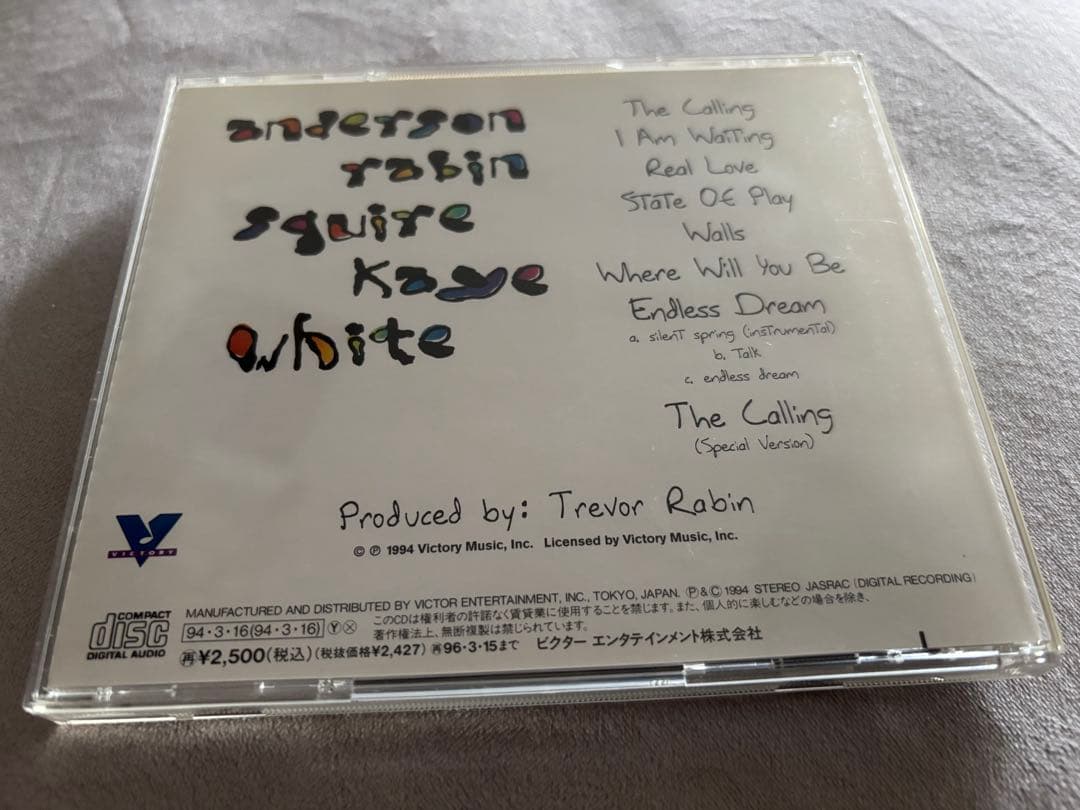 anderson
rabin
squire
kaye
white
The Calling
I Am Waiting
Real Love
State Of Play
Walls
Where Will You Be
Endless Dream
a. silent spring (instrumental)
b. Talk
c. endless dream
The Calling
(Special Version)
Produced by: Trevor Rabin
© ℗ 1994 Victory Music, Inc. Licensed by Victory Music, Inc.
VICTORY
COMPACT
disc
DIGITAL AUDIO
MANUFACTURED AND DISTRIBUTED BY VICTOR ENTERTAINMENT, INC., TOKYO, JAPAN. ℗&© 1994 STEREO JASRAC (DIGITAL RECORDING)
94・3・16(94・3・16) Ⓨ Ⓧ
このCDは権利者の許諾なく賃貸業に使用することを禁じます。また、個人的に楽しむなどの場合を除き、
著作権法上、無断複製は禁じられています。
㊢¥2,500(税込)(税抜価格¥2,427) ㊢96・3・15まで ビクター エンタテインメント株式会社